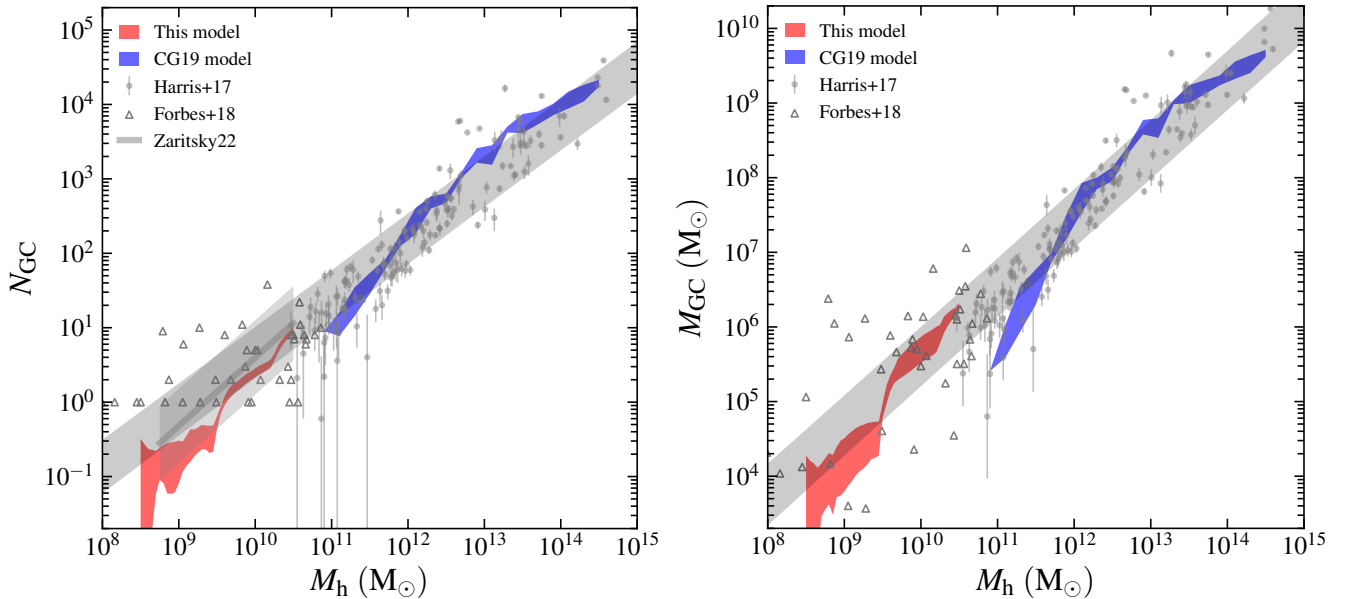 This model
CG19 model
Harris+17
Forbes+18
Zaritsky22
N_GC
10^5
10^4
10^3
10^2
10^1
10^0
10^−1
10^8 10^9 10^10 10^11 10^12 10^13 10^14 10^15
M_h (M_⊙)
This model
CG19 model
Harris+17
Forbes+18
M_GC (M_⊙)
10^10
10^9
10^8
10^7
10^6
10^5
10^4
10^8 10^9 10^10 10^11 10^12 10^13 10^14 10^15
M_h (M_⊙)